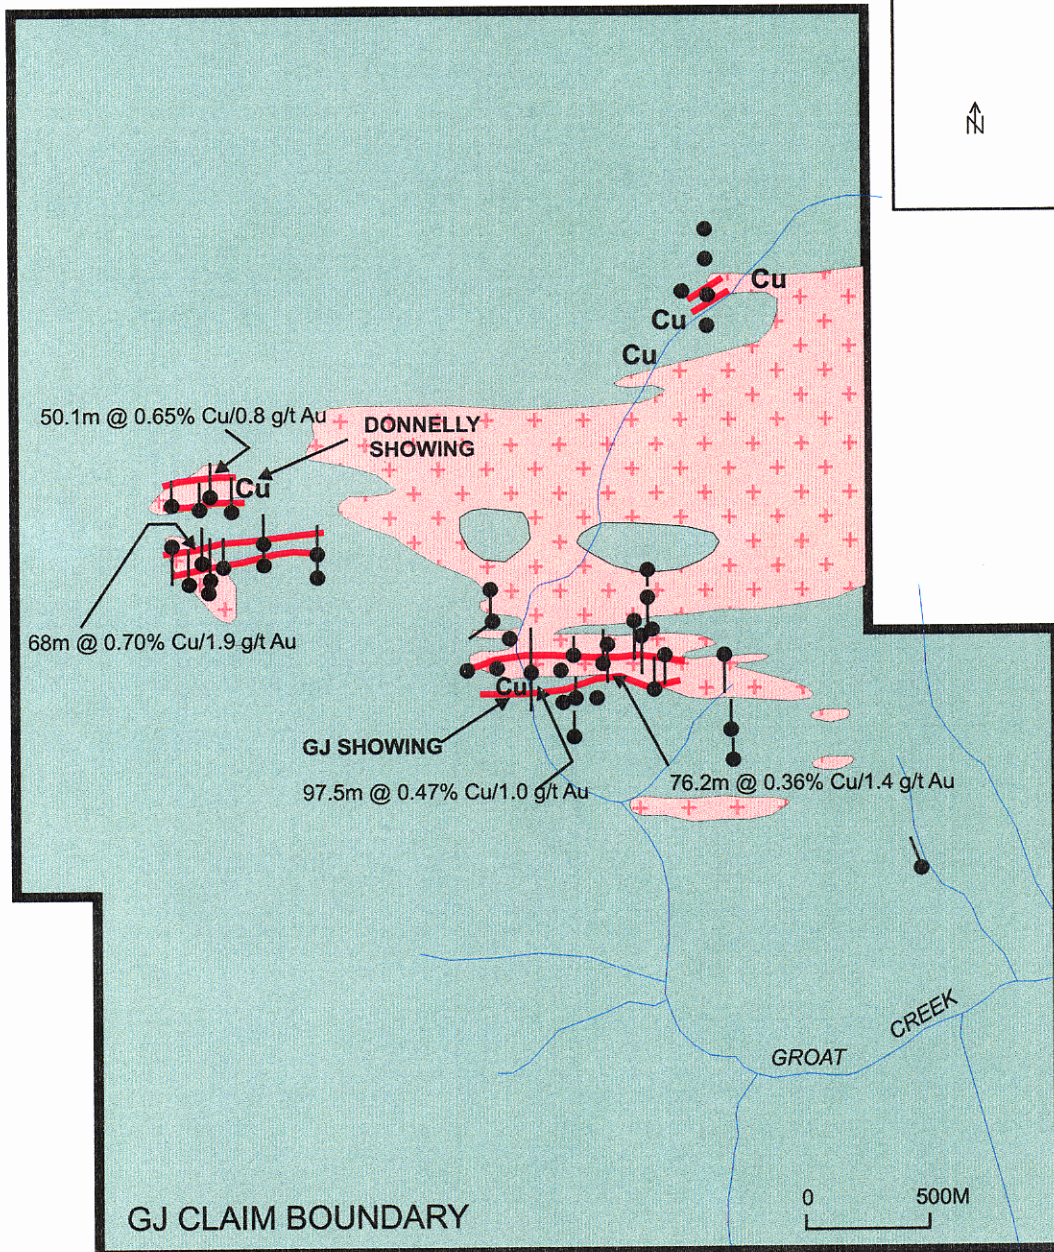 N
Cu
Cu
Cu
50.1m @ 0.65% Cu/0.8 g/t Au
DONNELLY
SHOWING
Cu
68m @ 0.70% Cu/1.9 g/t Au
Cu
GJ SHOWING
97.5m @ 0.47% Cu/1.0 g/t Au
76.2m @ 0.36% Cu/1.4 g/t Au
GROAT CREEK
GJ CLAIM BOUNDARY
0 500M